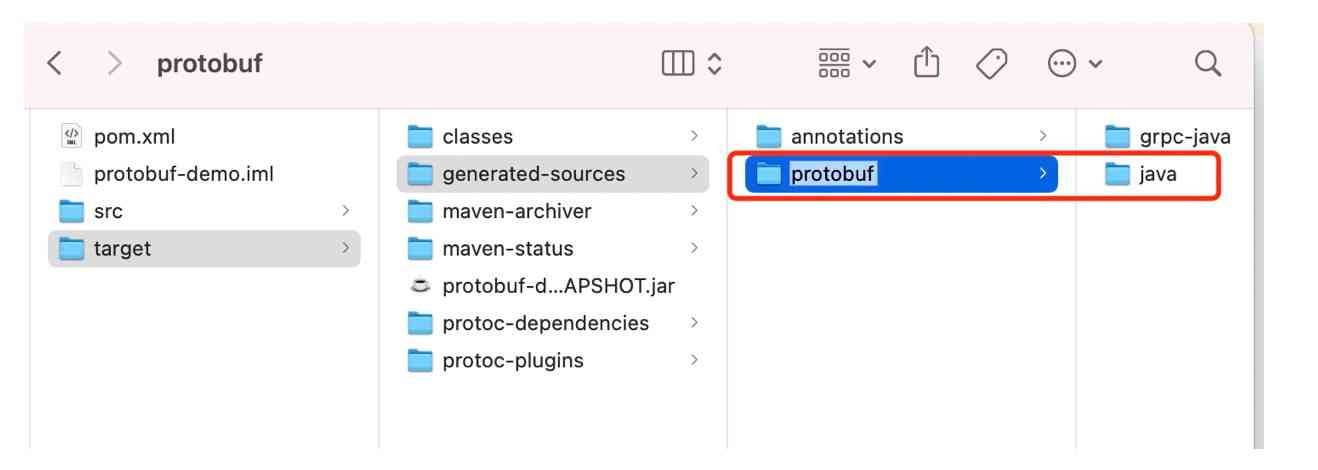 protobuf
pom.xml
protobuf-demo.iml
src
target
classes
generated-sources
maven-archiver
maven-status
protobuf-d...APSHOT.jar
protoc-dependencies
protoc-plugins
annotations
protobuf
grpc-java
java